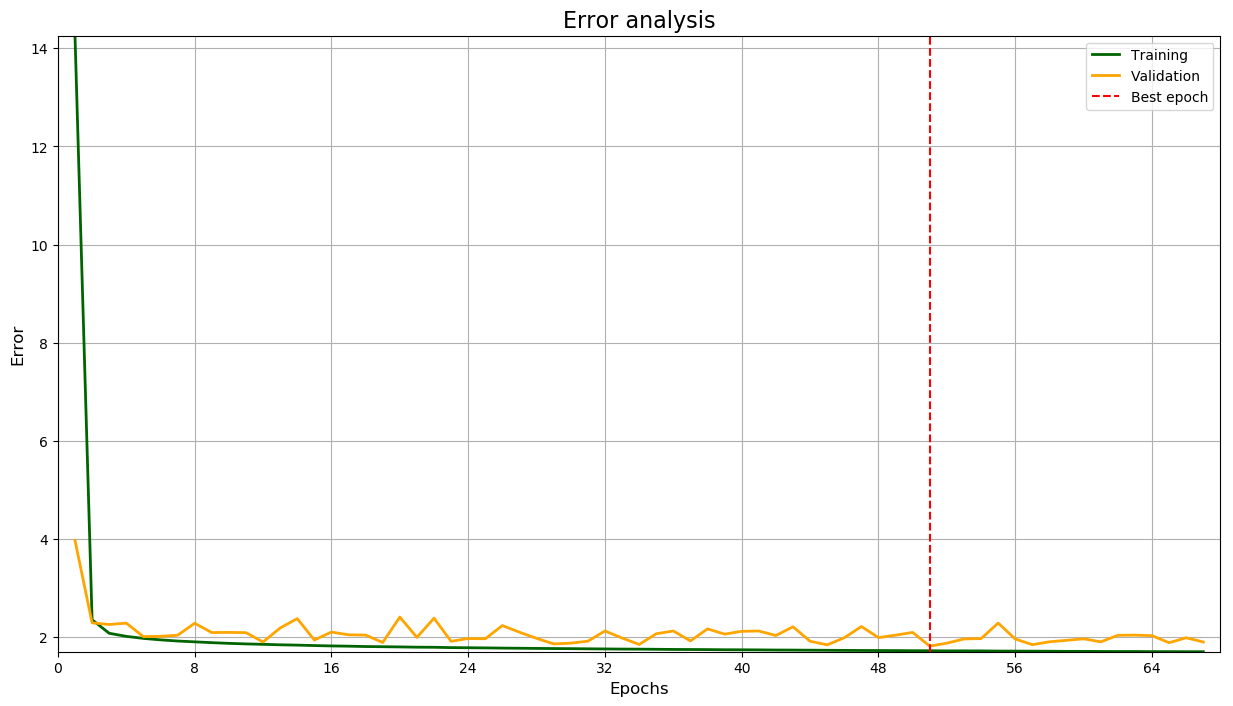 Error analysis
Training
Validation
Best epoch
14
12
10
8
6
4
2
Error
0 8 16 24 32 40 48 56 64
Epochs